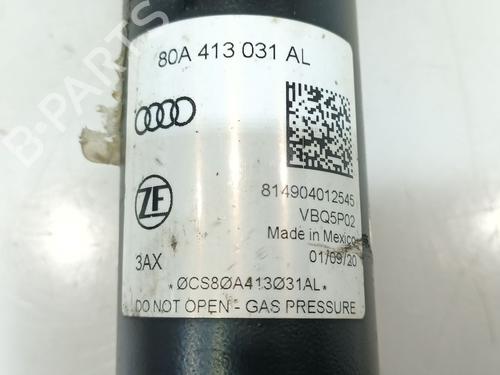 80A 413 031 AL
ZF
814904012545
VBQ5P02
Made in Mexico
3AX
01/09/20
*ØCS8ØA413Ø31AL*
DO NOT OPEN - GAS PRESSURE
B-PARTS